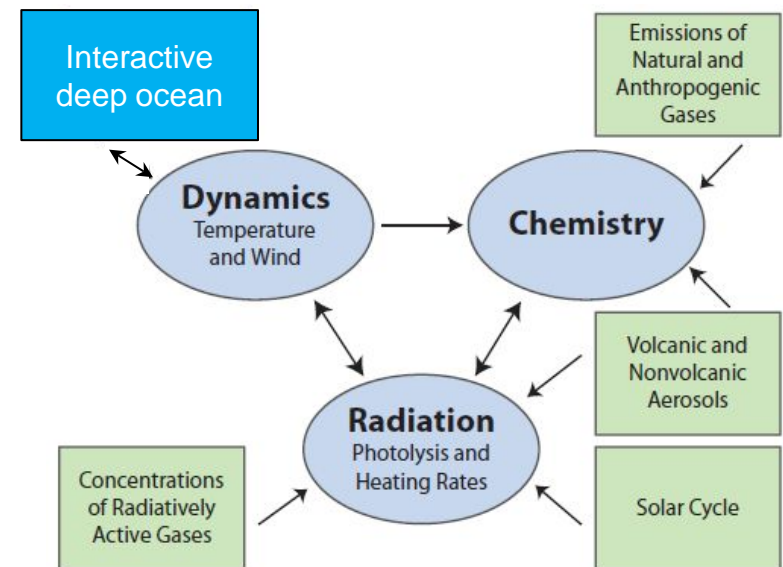 Interactive
deep ocean
Emissions of
Natural and
Anthropogenic
Gases
Dynamics
Temperature
and Wind
Chemistry
Volcanic and
Nonvolcanic
Aerosols
Radiation
Photolysis and
Heating Rates
Concentrations
of Radiatively
Active Gases
Solar Cycle